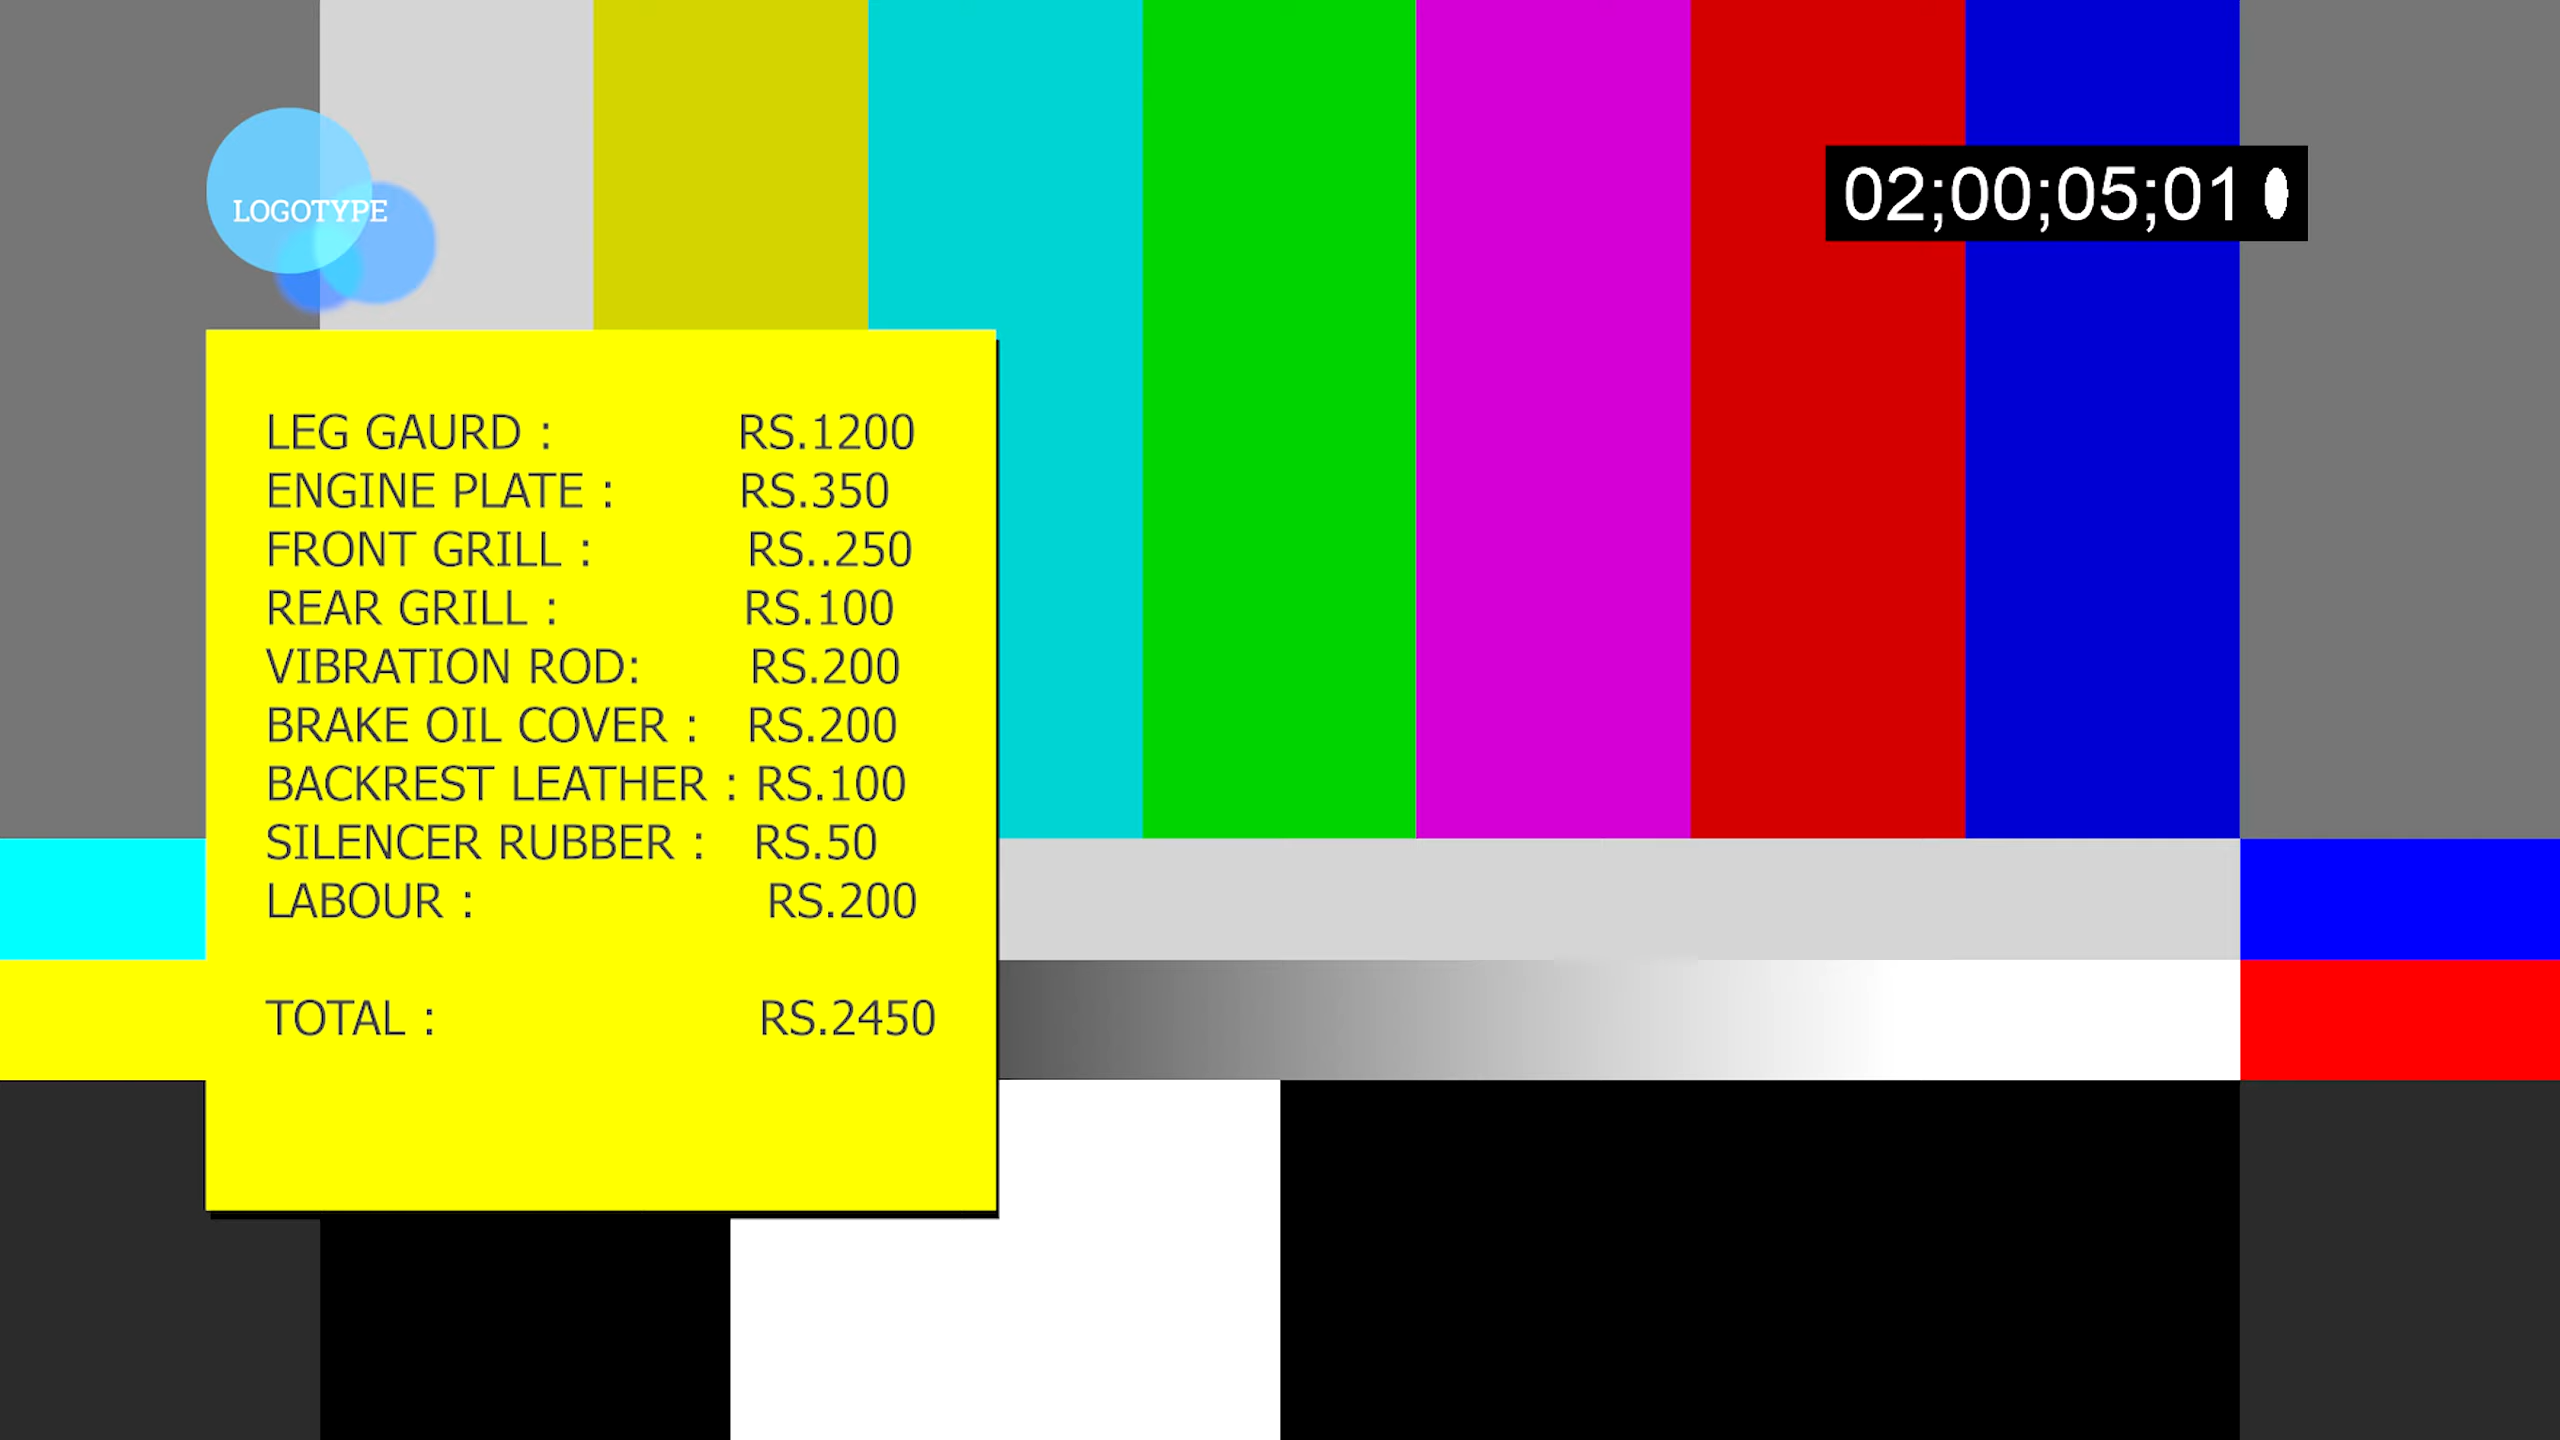 LOGOTYPE
02;00;05;01
LEG GAURD : RS.1200
ENGINE PLATE : RS.350
FRONT GRILL : RS..250
REAR GRILL : RS.100
VIBRATION ROD: RS.200
BRAKE OIL COVER : RS.200
BACKREST LEATHER : RS.100
SILENCER RUBBER : RS.50
LABOUR : RS.200
TOTAL : RS.2450